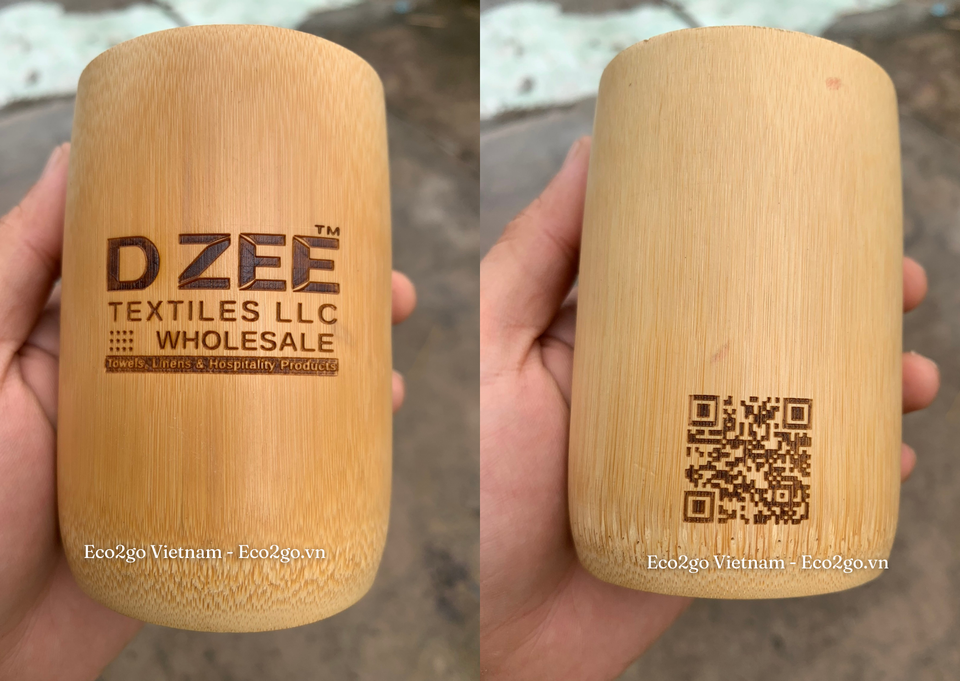 D ZEE™
TEXTILES LLC
WHOLESALE
Towels, Linens & Hospitality Products
Eco2go Vietnam - Eco2go.vn
Eco2go Vietnam - Eco2go.vn